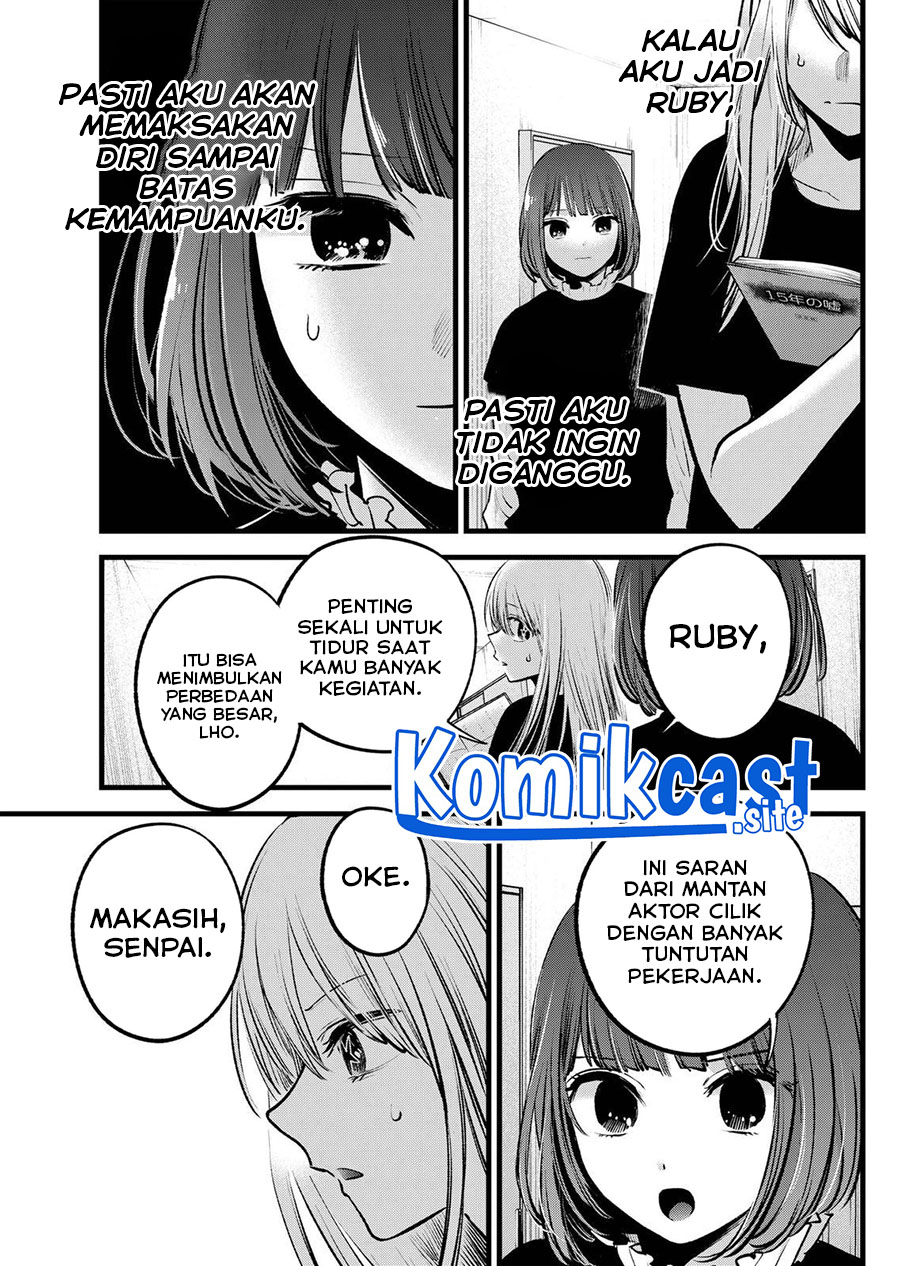 KALAU
AKU JADI
RUBY,
15年の嘘
PASTI AKU
TIDAK INGIN
DIGANGGU.
PASTI AKU AKAN
MEMAKSAKAN
DIRI SAMPAI
BATAS
KEMAMPUANKU.
RUBY,
PENTING
SEKALI UNTUK
TIDUR SAAT
KAMU BANYAK
KEGIATAN.
ITU BISA
MENIMBULKAN
PERBEDAAN
YANG BESAR,
LHO.
Komikcast
.site
INI SARAN
DARI MANTAN
AKTOR CILIK
DENGAN BANYAK
TUNTUTAN
PEKERJAAN.
OKE.
MAKASIH,
SENPAI.